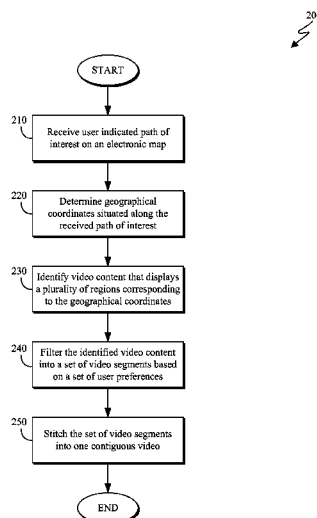 20
START
210
Receive user indicated path of
interest on an electronic map
220
Determine geographical
coordinates situated along the
received path of interest
230
Identify video content that displays
a plurality of regions corresponding
to the geographical coordinates
240
Filter the identified video content
into a set of video segments based
on a set of user preferences
250
Stitch the set of video segments
into one contiguous video
END